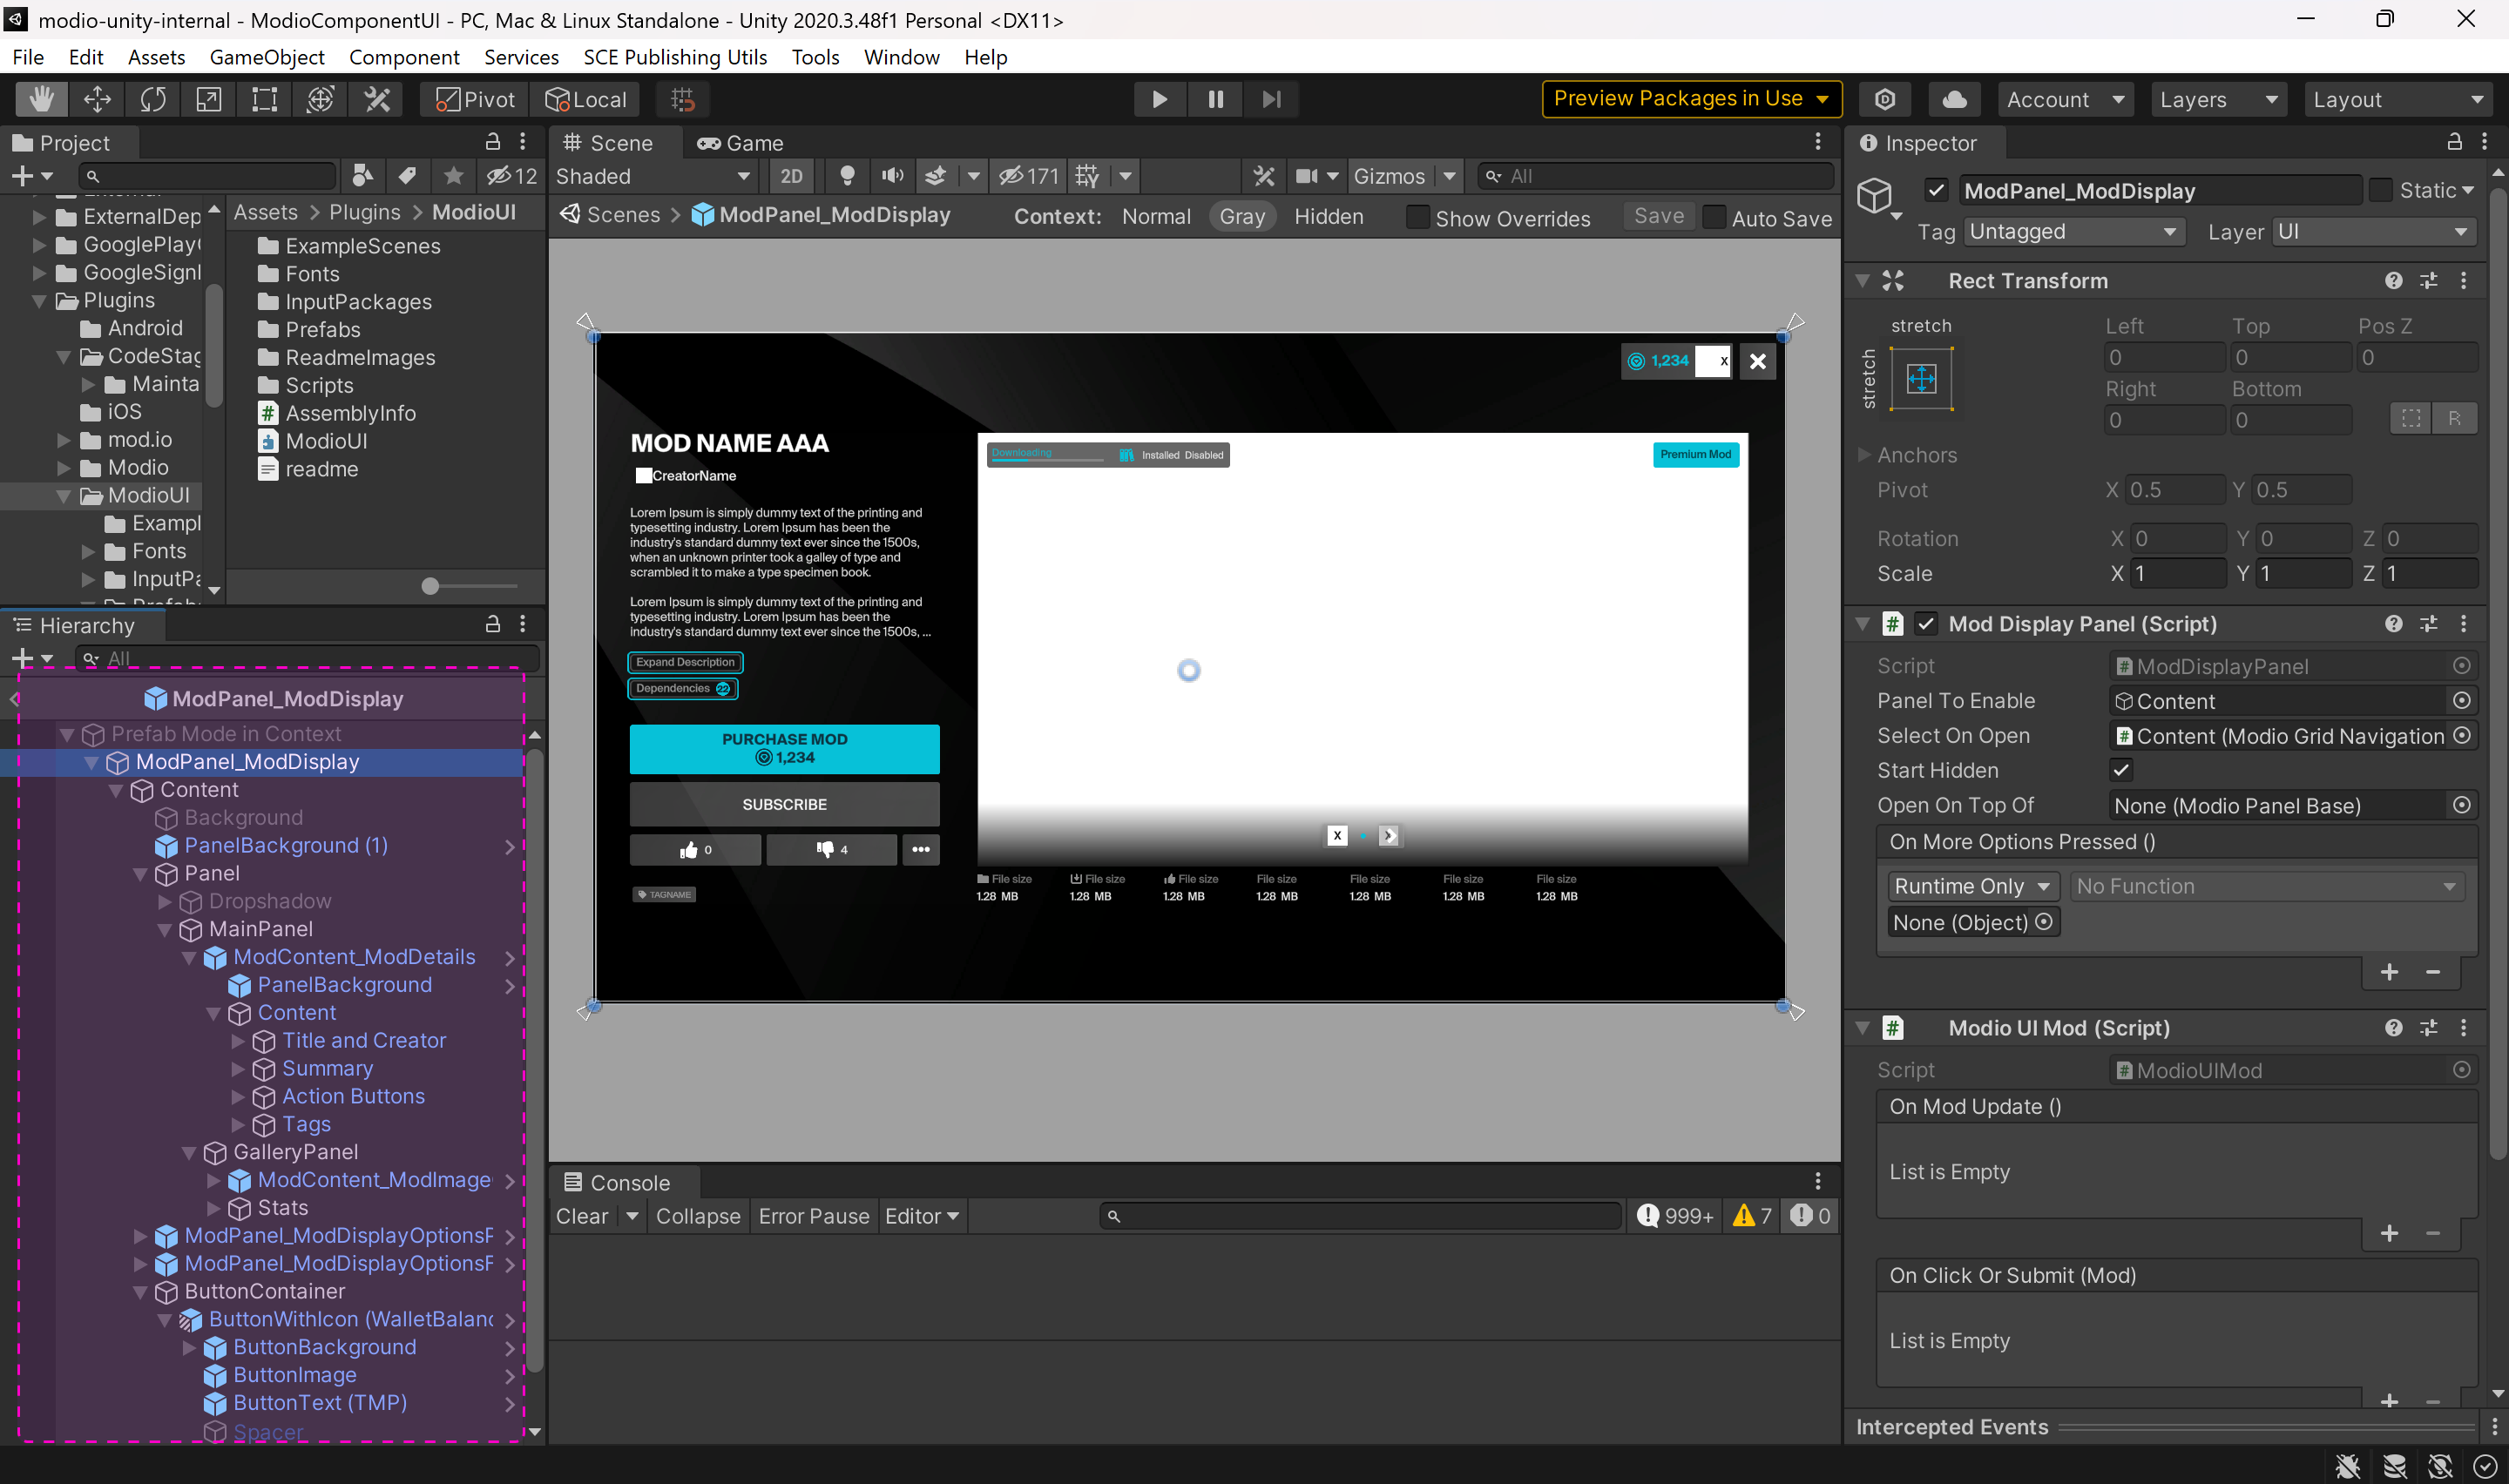 modio-unity-internal - ModioComponentUI - PC, Mac & Linux Standalone - Unity 2020.3.48f1 Personal <DX11>
File Edit Assets GameObject Component Services SCE Publishing Utils Tools Window Help
Pivot Local Preview Packages in Use Account Layers Layout
Project
12
ExternalDep
GooglePlay
GoogleSignI
Plugins
Android
CodeStag
Mainta
iOS
mod.io
Modio
ModioUI
Exampl
Fonts
InputPa
Assets > Plugins > ModioUI
ExampleScenes
Fonts
InputPackages
Prefabs
ReadmeImages
Scripts
AssemblyInfo
ModioUI
readme
Hierarchy
All
ModPanel_ModDisplay
Prefab Mode in Context
ModPanel_ModDisplay
Content
Background
PanelBackground (1)
Panel
Dropshadow
MainPanel
ModContent_ModDetails
PanelBackground
Content
Title and Creator
Summary
Action Buttons
Tags
GalleryPanel
ModContent_ModImage
Stats
ModPanel_ModDisplayOptionsF
ModPanel_ModDisplayOptionsF
ButtonContainer
ButtonWithIcon (WalletBalanc
ButtonBackground
ButtonImage
ButtonText (TMP)
Spacer
Scene Game
Shaded 2D 171 Gizmos All
Scenes > ModPanel_ModDisplay Context: Normal Gray Hidden Show Overrides Save Auto Save
1,234 X
MOD NAME AAA
CreatorName
Lorem Ipsum is simply dummy text of the printing and
typesetting industry. Lorem Ipsum has been the
industry's standard dummy text ever since the 1500s,
when an unknown printer took a galley of type and
scrambled it to make a type specimen book.
Lorem Ipsum is simply dummy text of the printing and
typesetting industry. Lorem Ipsum has been the
industry's standard dummy text ever since the 1500s, ...
Expand Description
Dependencies 22
PURCHASE MOD
1,234
SUBSCRIBE
0 4
TAGNAME
Downloading Installed Disabled
Premium Mod
X
File size File size File size File size File size File size File size
1.28 MB 1.28 MB 1.28 MB 1.28 MB 1.28 MB 1.28 MB 1.28 MB
Console
Clear Collapse Error Pause Editor 999+ 7 0
Inspector
ModPanel_ModDisplay Static
Tag Untagged Layer UI
Rect Transform
stretch
stretch
Left Top Pos Z
0 0 0
Right Bottom
0 0 R
Anchors
Pivot X 0.5 Y 0.5
Rotation X 0 Y 0 Z 0
Scale X 1 Y 1 Z 1
# Mod Display Panel (Script)
Script # ModDisplayPanel
Panel To Enable Content
Select On Open # Content (Modio Grid Navigation
Start Hidden
Open On Top Of None (Modio Panel Base)
On More Options Pressed ()
Runtime Only No Function
None (Object)
# Modio UI Mod (Script)
Script # ModioUIMod
On Mod Update ()
List is Empty
On Click Or Submit (Mod)
List is Empty
Intercepted Events